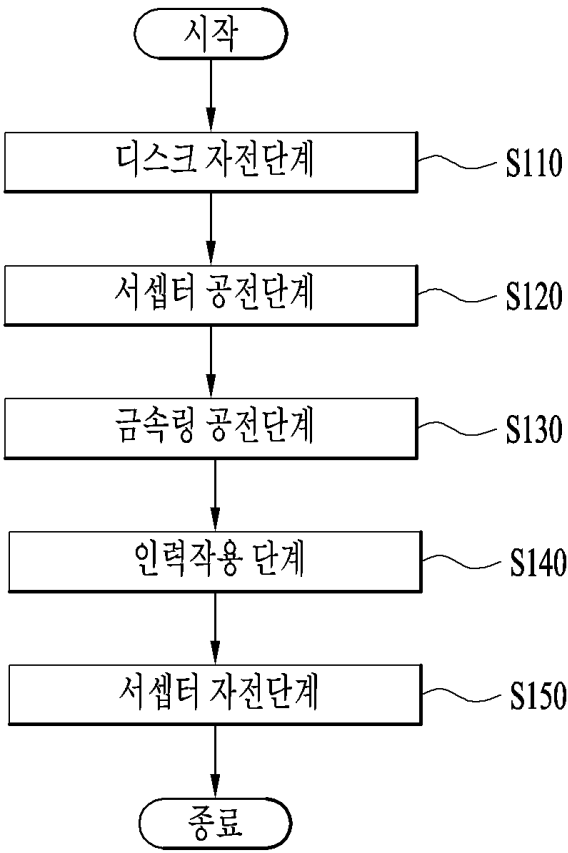 시작
디스크 자전단계
S110
서셉터 공전단계
S120
금속링 공전단계
S130
인력작용 단계
S140
서셉터 자전단계
S150
종료